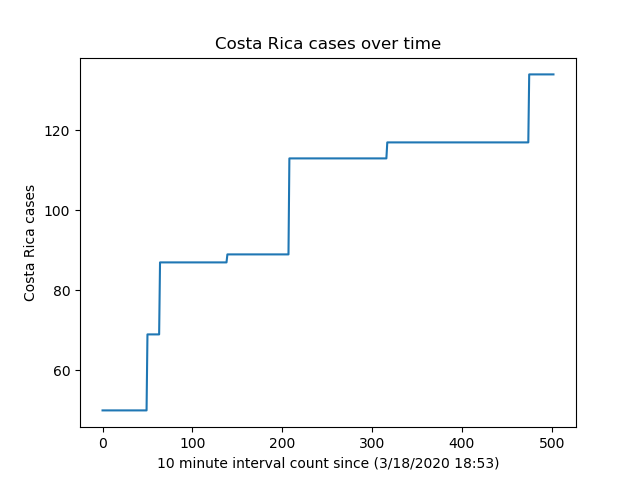 Costa Rica cases over time
120
100
80
60
Costa Rica cases
0 100 200 300 400 500
10 minute interval count since (3/18/2020 18:53)